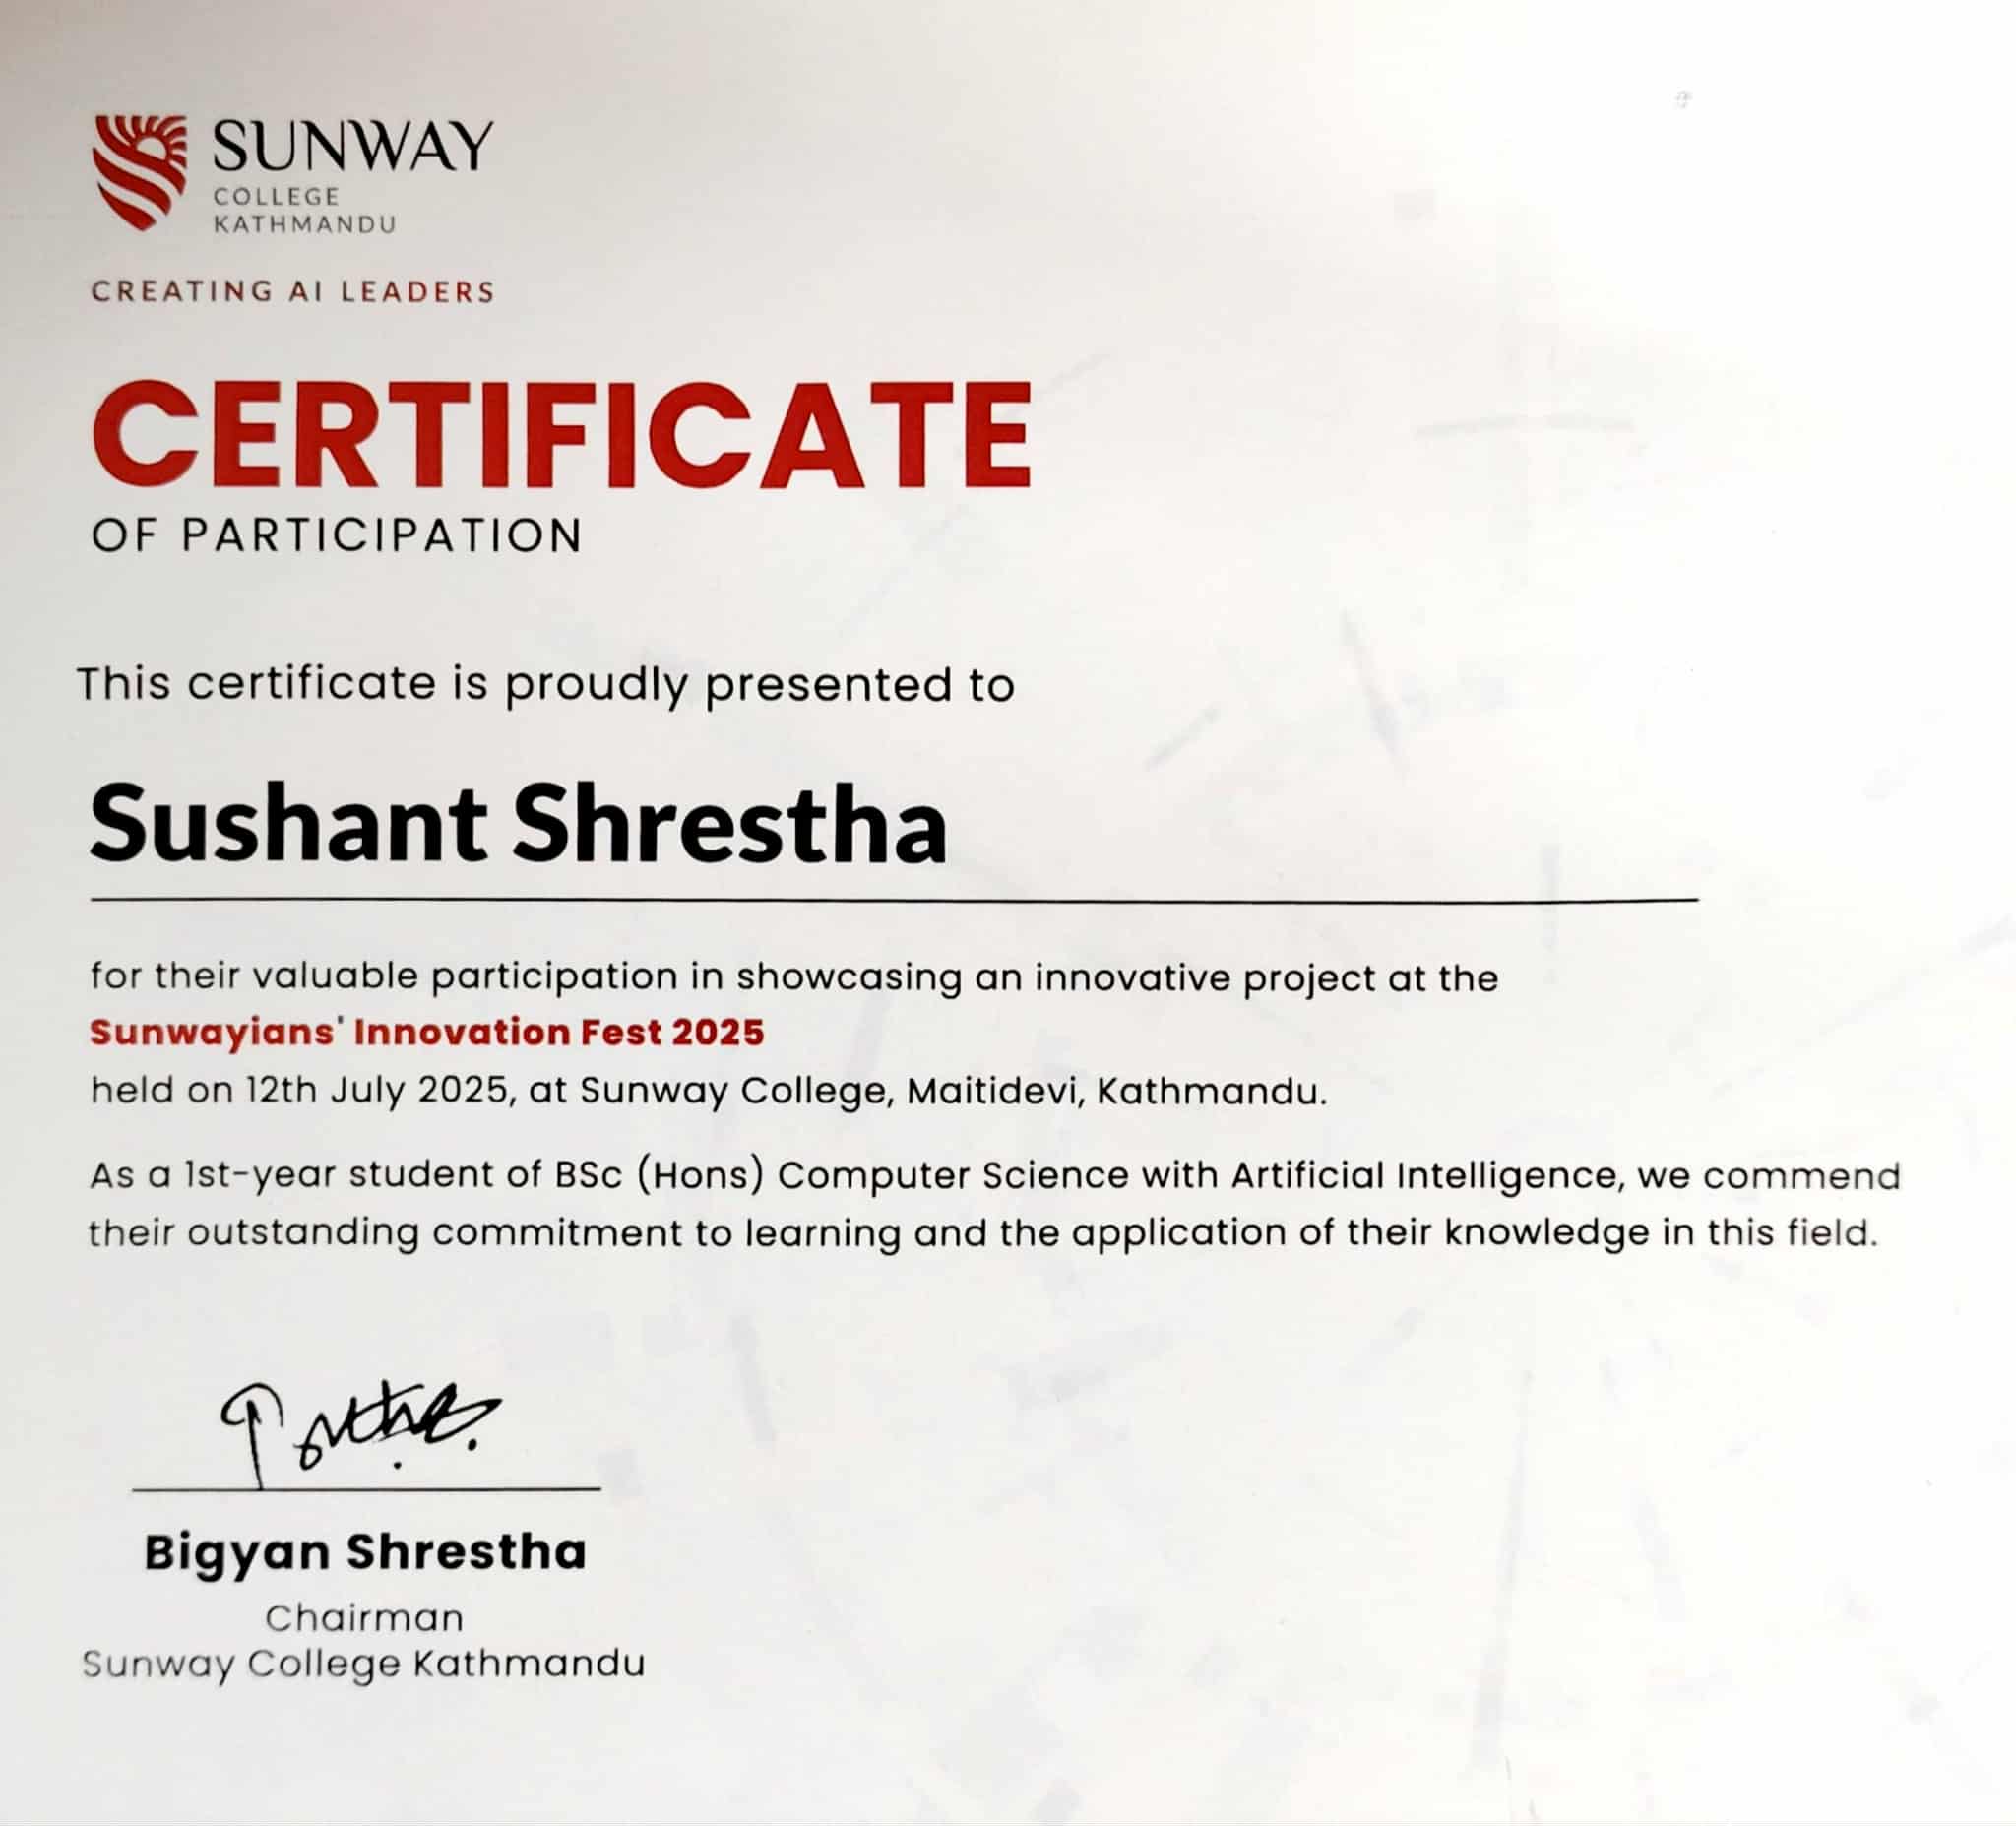 SUNWAY
COLLEGE
KATHMANDU
CREATING AI LEADERS
CERTIFICATE
OF PARTICIPATION
This certificate is proudly presented to
Sushant Shrestha
for their valuable participation in showcasing an innovative project at the
Sunwayians' Innovation Fest 2025
held on 12th July 2025, at Sunway College, Maitidevi, Kathmandu.
As a 1st-year student of BSc (Hons) Computer Science with Artificial Intelligence, we commend
their outstanding commitment to learning and the application of their knowledge in this field.
Bigyan Shrestha
Chairman
Sunway College Kathmandu